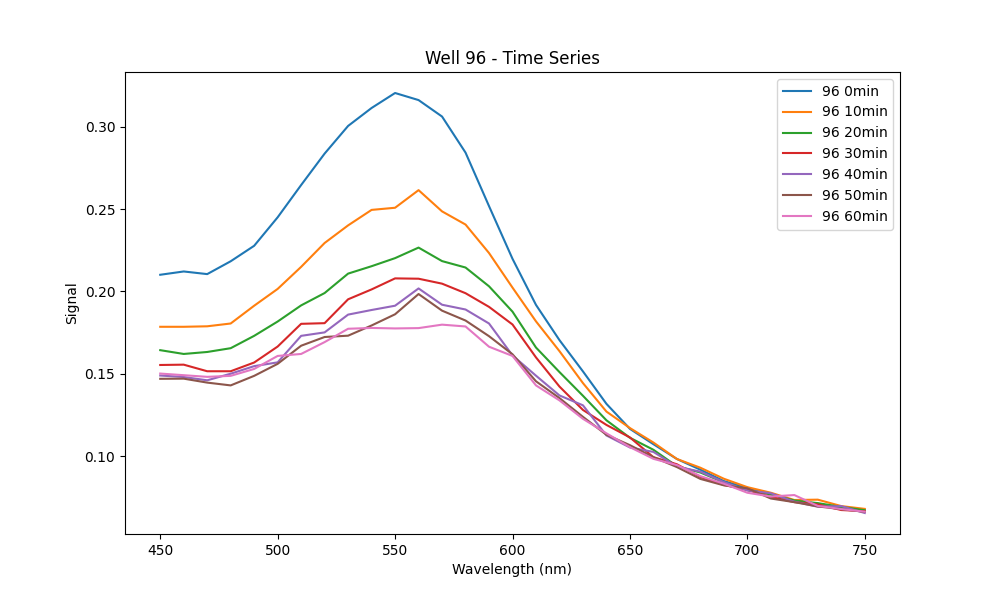 Well 96 - Time Series
96 0min
96 10min
96 20min
96 30min
96 40min
96 50min
96 60min
Signal
0.30
0.25
0.20
0.15
0.10
450 500 550 600 650 700 750
Wavelength (nm)